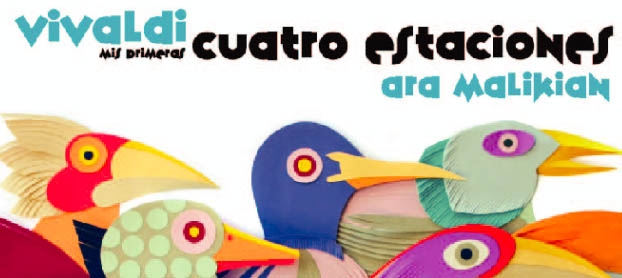 vivaldi
mis primeras cuatro estaciones
ara malikian